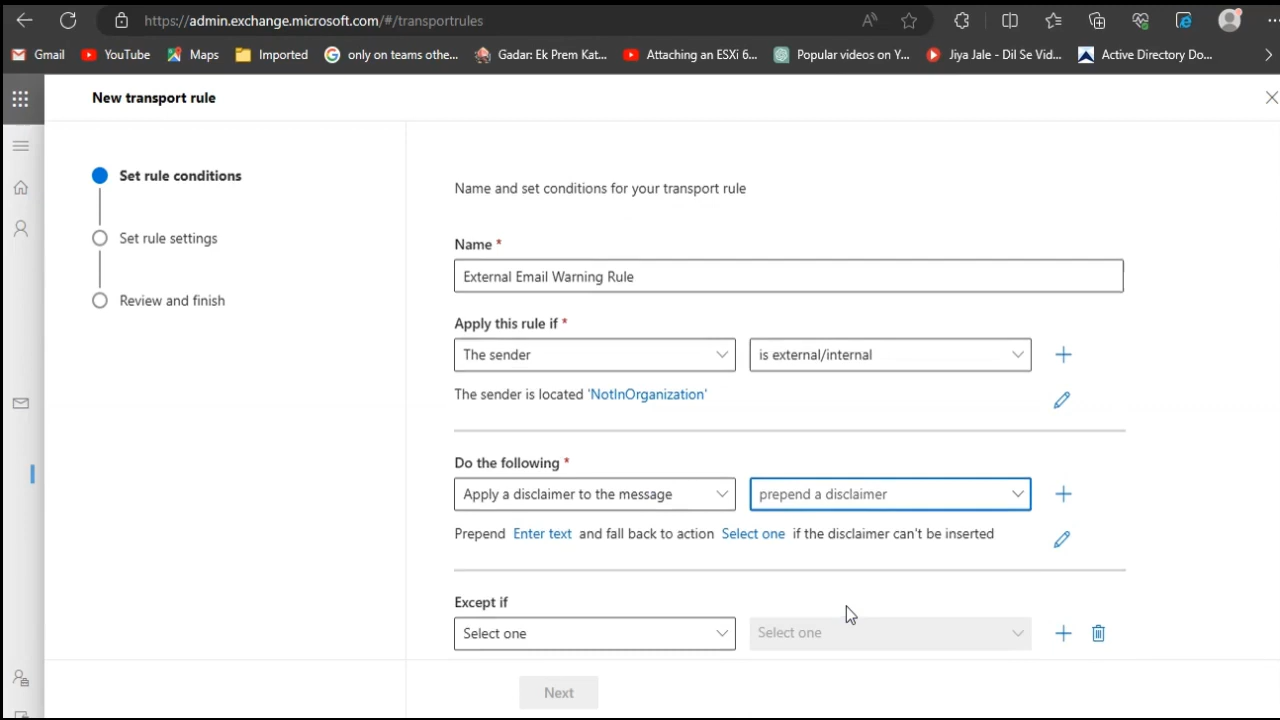 https://admin.exchange.microsoft.com/#/transportrules
Gmail YouTube Maps Imported only on teams othe... Gadar: Ek Prem Kat... Attaching an ESXi 6... Popular videos on Y... Jiya Jale - Dil Se Vid... Active Directory Do...
New transport rule
Set rule conditions
Set rule settings
Review and finish
Name and set conditions for your transport rule
Name *
External Email Warning Rule
Apply this rule if *
The sender is external/internal
The sender is located 'NotInOrganization'
Do the following *
Apply a disclaimer to the message prepend a disclaimer
Prepend Enter text and fall back to action Select one if the disclaimer can't be inserted
Except if
Select one Select one
Next